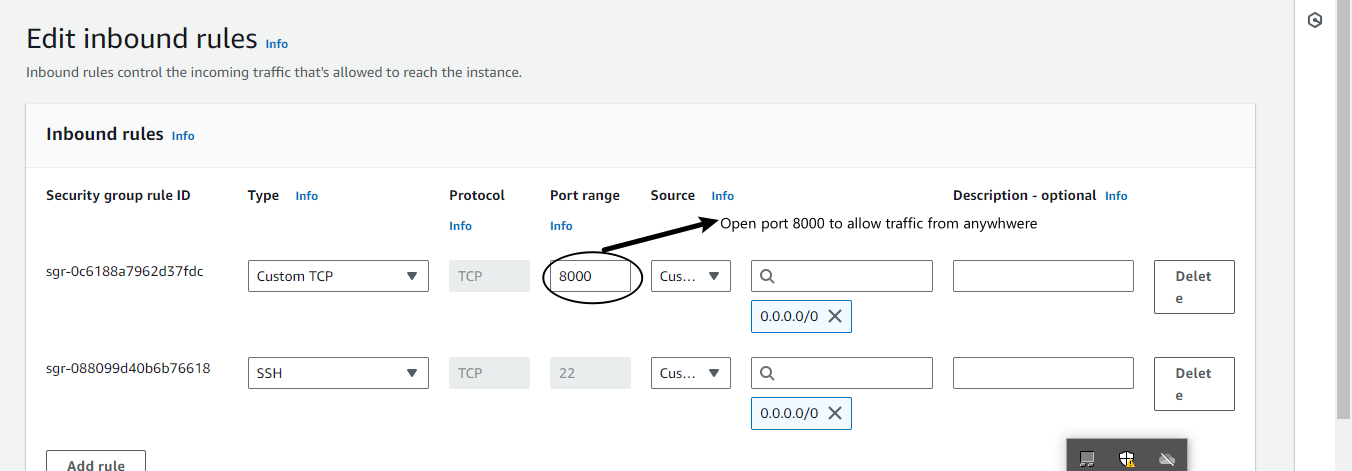 Edit inbound rules Info
Inbound rules control the incoming traffic that's allowed to reach the instance.
Inbound rules Info
Security group rule ID Type Info Protocol Port range Source Info Description - optional Info
Info Info Open port 8000 to allow traffic from anywhwere
sgr-0c6188a7962d37fdc Custom TCP TCP 8000 Cus... Delet
e
0.0.0.0/0
sgr-088099d40b6b76618 SSH TCP 22 Cus... Delet
e
0.0.0.0/0
Add rule